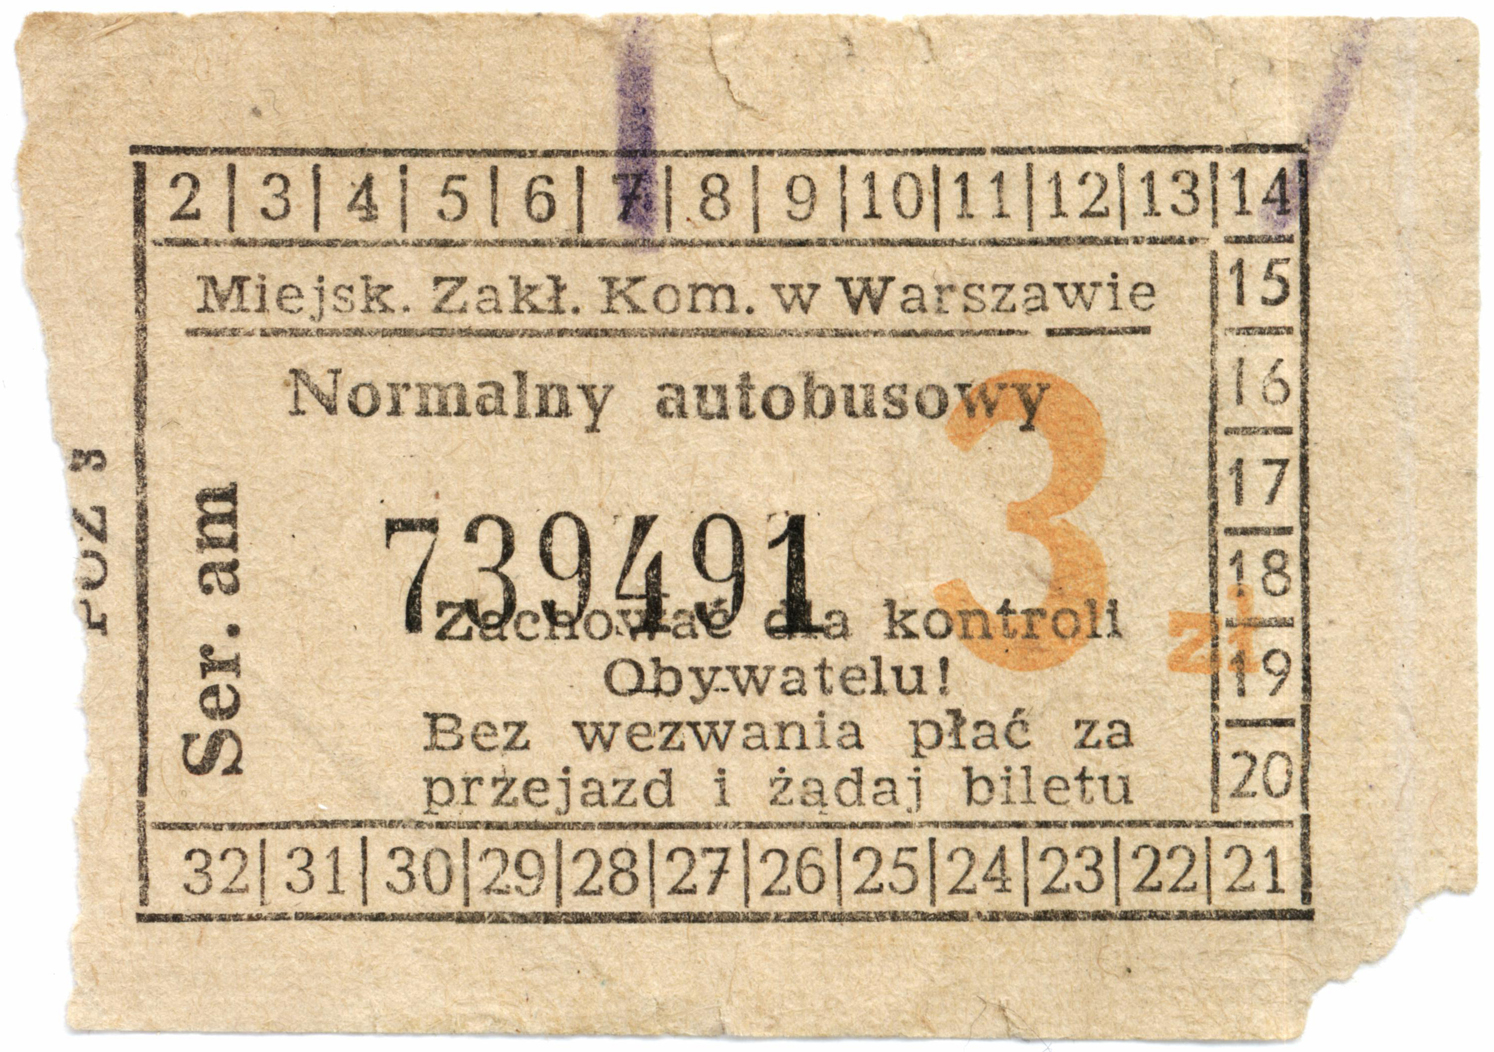 2 | 3 | 4 | 5 | 6 | 7 | 8 | 9 | 10 | 11 | 12 | 13 | 14
Miejsk. Zakł. Kom. w Warszawie
Normalny autobusowy
Ser. am
739491
3 zł
Zachować dla kontroli
Obywatelu!
Bez wezwania płać za
przejazd i żądaj biletu
15
16
17
18
19
20
32 | 31 | 30 | 29 | 28 | 27 | 26 | 25 | 24 | 23 | 22 | 21